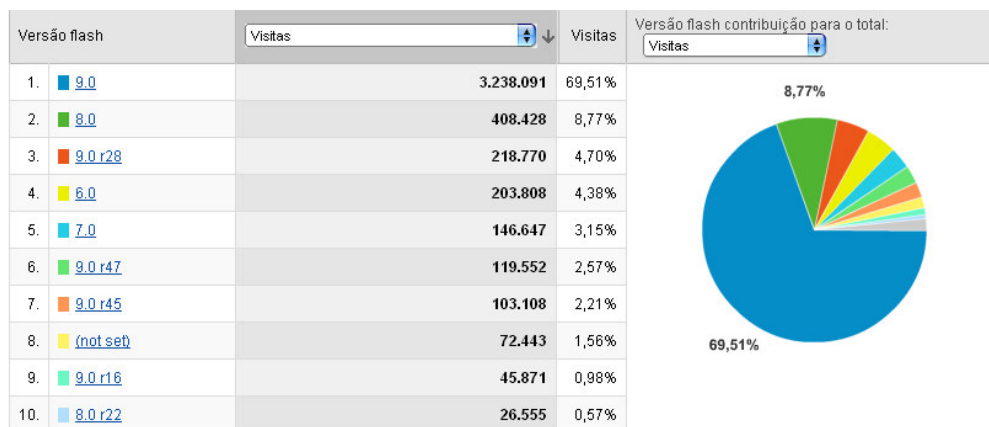 Versão flash Visitas Visitas Versão flash contribuição para o total:
Visitas
1. 9.0 3.238.091 69,51%
2. 8.0 408.428 8,77%
3. 9.0 r28 218.770 4,70%
4. 6.0 203.808 4,38%
5. 7.0 146.647 3,15%
6. 9.0 r47 119.552 2,57%
7. 9.0 r45 103.108 2,21%
8. (not set) 72.443 1,56%
9. 9.0 r16 45.871 0,98%
10. 8.0 r22 26.555 0,57%
8,77%
69,51%